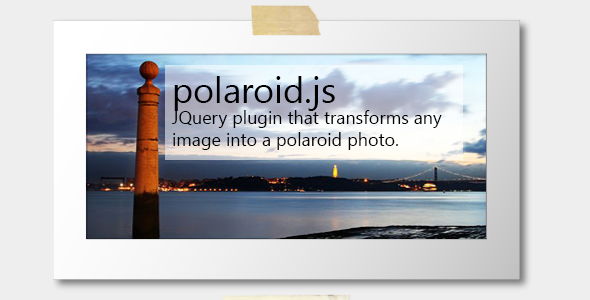 polaroid.js
JQuery plugin that transforms any
image into a polaroid photo.